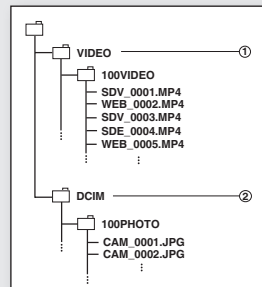 VIDEO ①
100VIDEO
SDV_0001.MP4
WEB_0002.MP4
SDV_0003.MP4
SDE_0004.MP4
WEB_0005.MP4
DCIM ②
100PHOTO
CAM_0001.JPG
CAM_0002.JPG